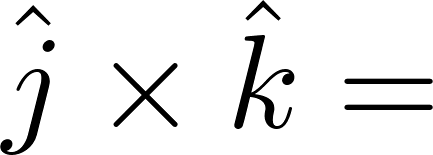 ĵ × k̂ =